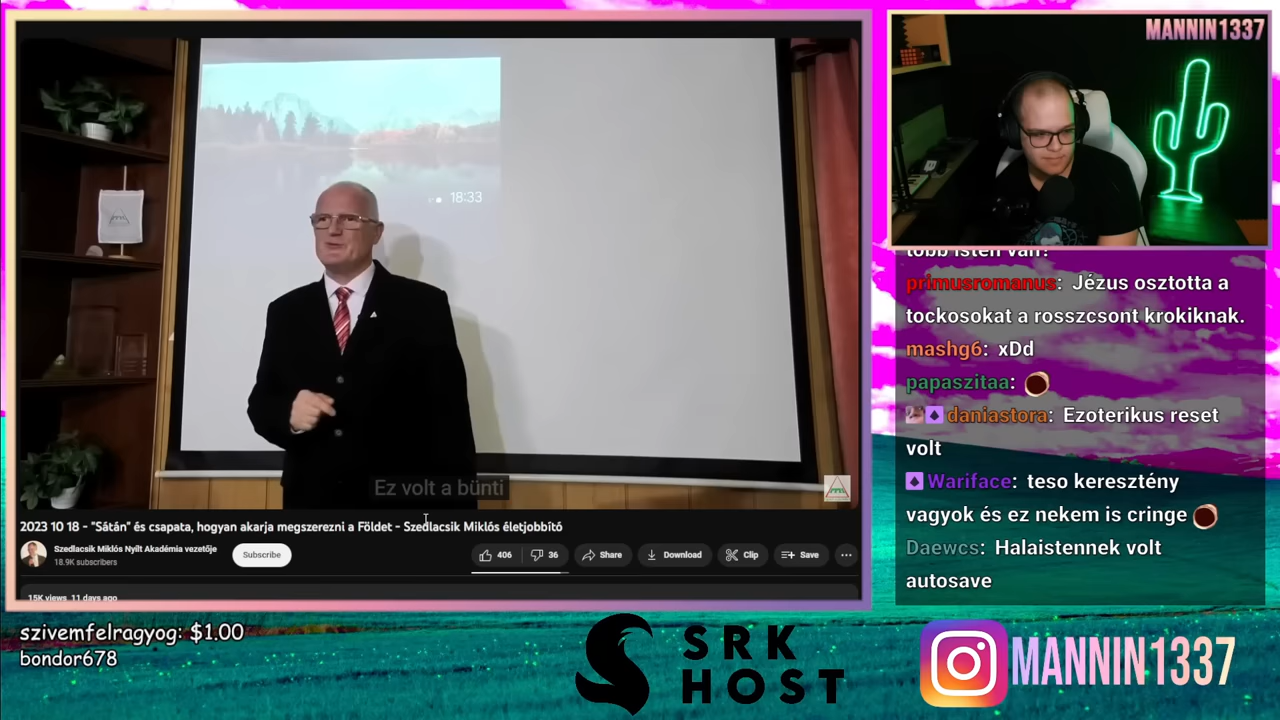 18:33
Ez volt a bünti
2023 10 18 - "Sátán" és csapata, hogyan akarja megszerezni a Földet - Szedlacsik Miklós életjobbító
Szedlacsik Miklós Nyílt Akadémia vezetője
18.9K subscribers
Subscribe
406
36
Share
Download
Clip
Save
15K views 11 days ago
MANNIN1337
több isten van?
primusromanus: Jézus osztotta a
tockosokat a rosszcsont krokiknak.
mashg6: xDd
papaszitaa:
daniastora: Ezoterikus reset
volt
Wariface: teso keresztény
vagyok és ez nekem is cringe
Daewcs: Halaistennek volt
autosave
szivemfelragyog: $1.00
bondor678
SRK
HOST
MANNIN1337